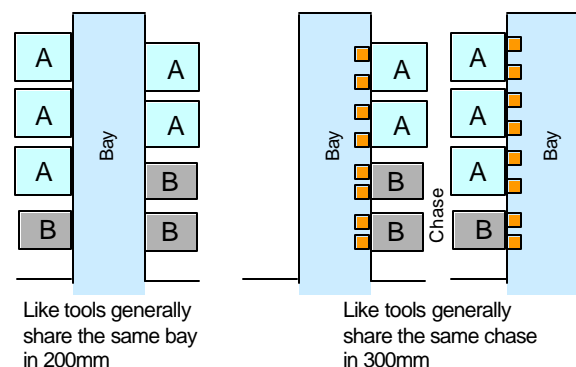 A
A
A
B
Bay
A
A
B
B
Bay
A
A
B
B
Chase
A
A
A
B
Bay
Like tools generally
share the same bay
in 200mm
Like tools generally
share the same chase
in 300mm